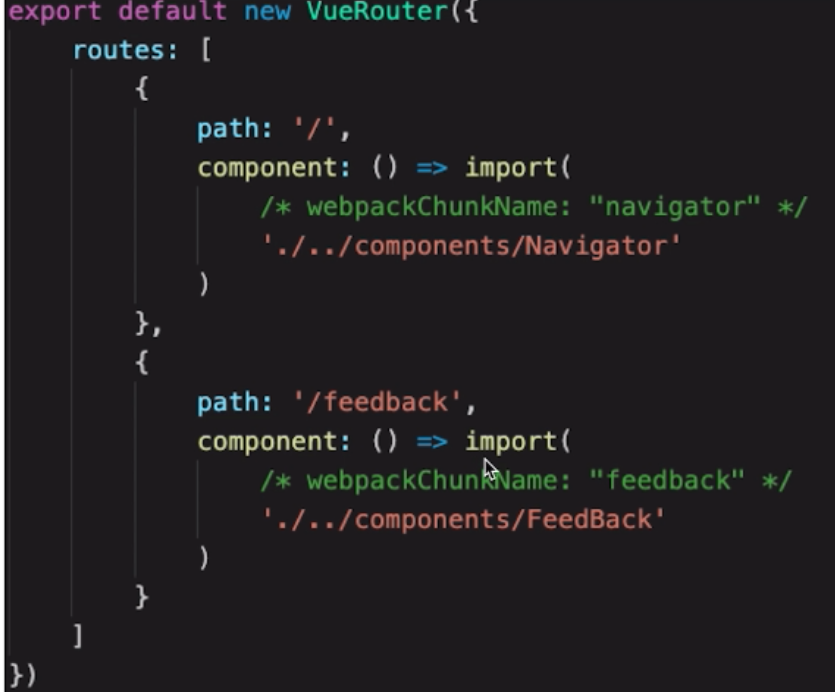 export default new VueRouter({
    routes: [
        {
            path: '/',
            component: () => import(
                /* webpackChunkName: "navigator" */
                './../components/Navigator'
            )
        },
        {
            path: '/feedback',
            component: () => import(
                /* webpackChunkName: "feedback" */
                './../components/FeedBack'
            )
        }
    ]
})